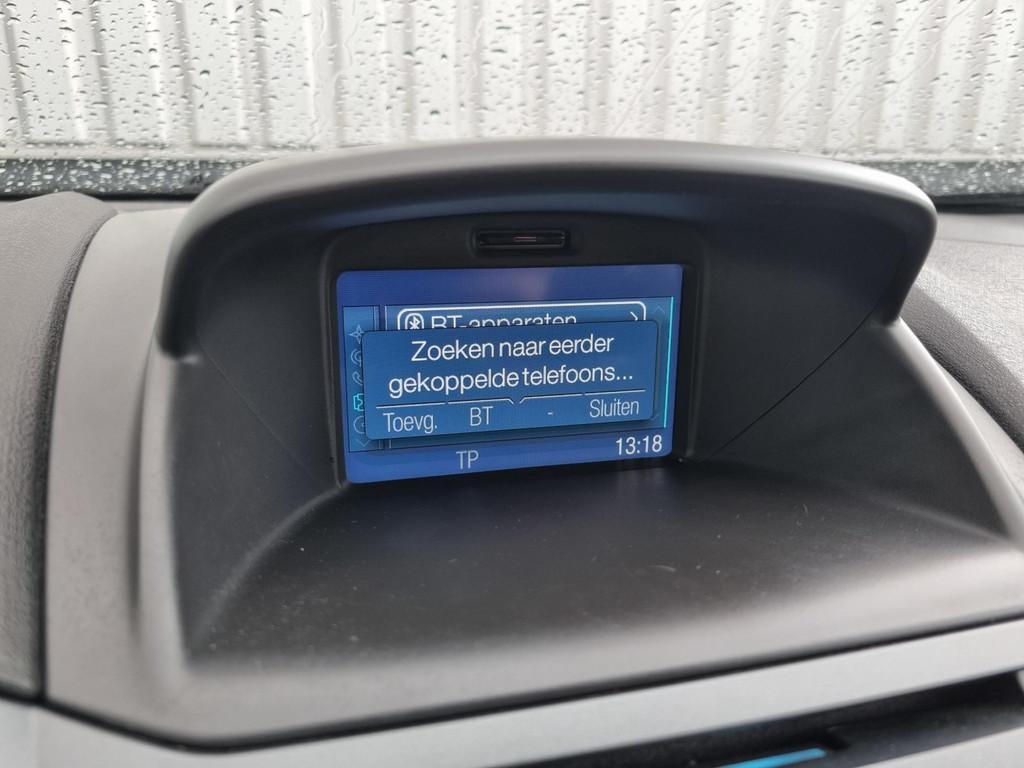 BT-apparaten
Zoeken naar eerder
gekoppelde telefoons...
Toevg. BT - Sluiten
TP 13:18